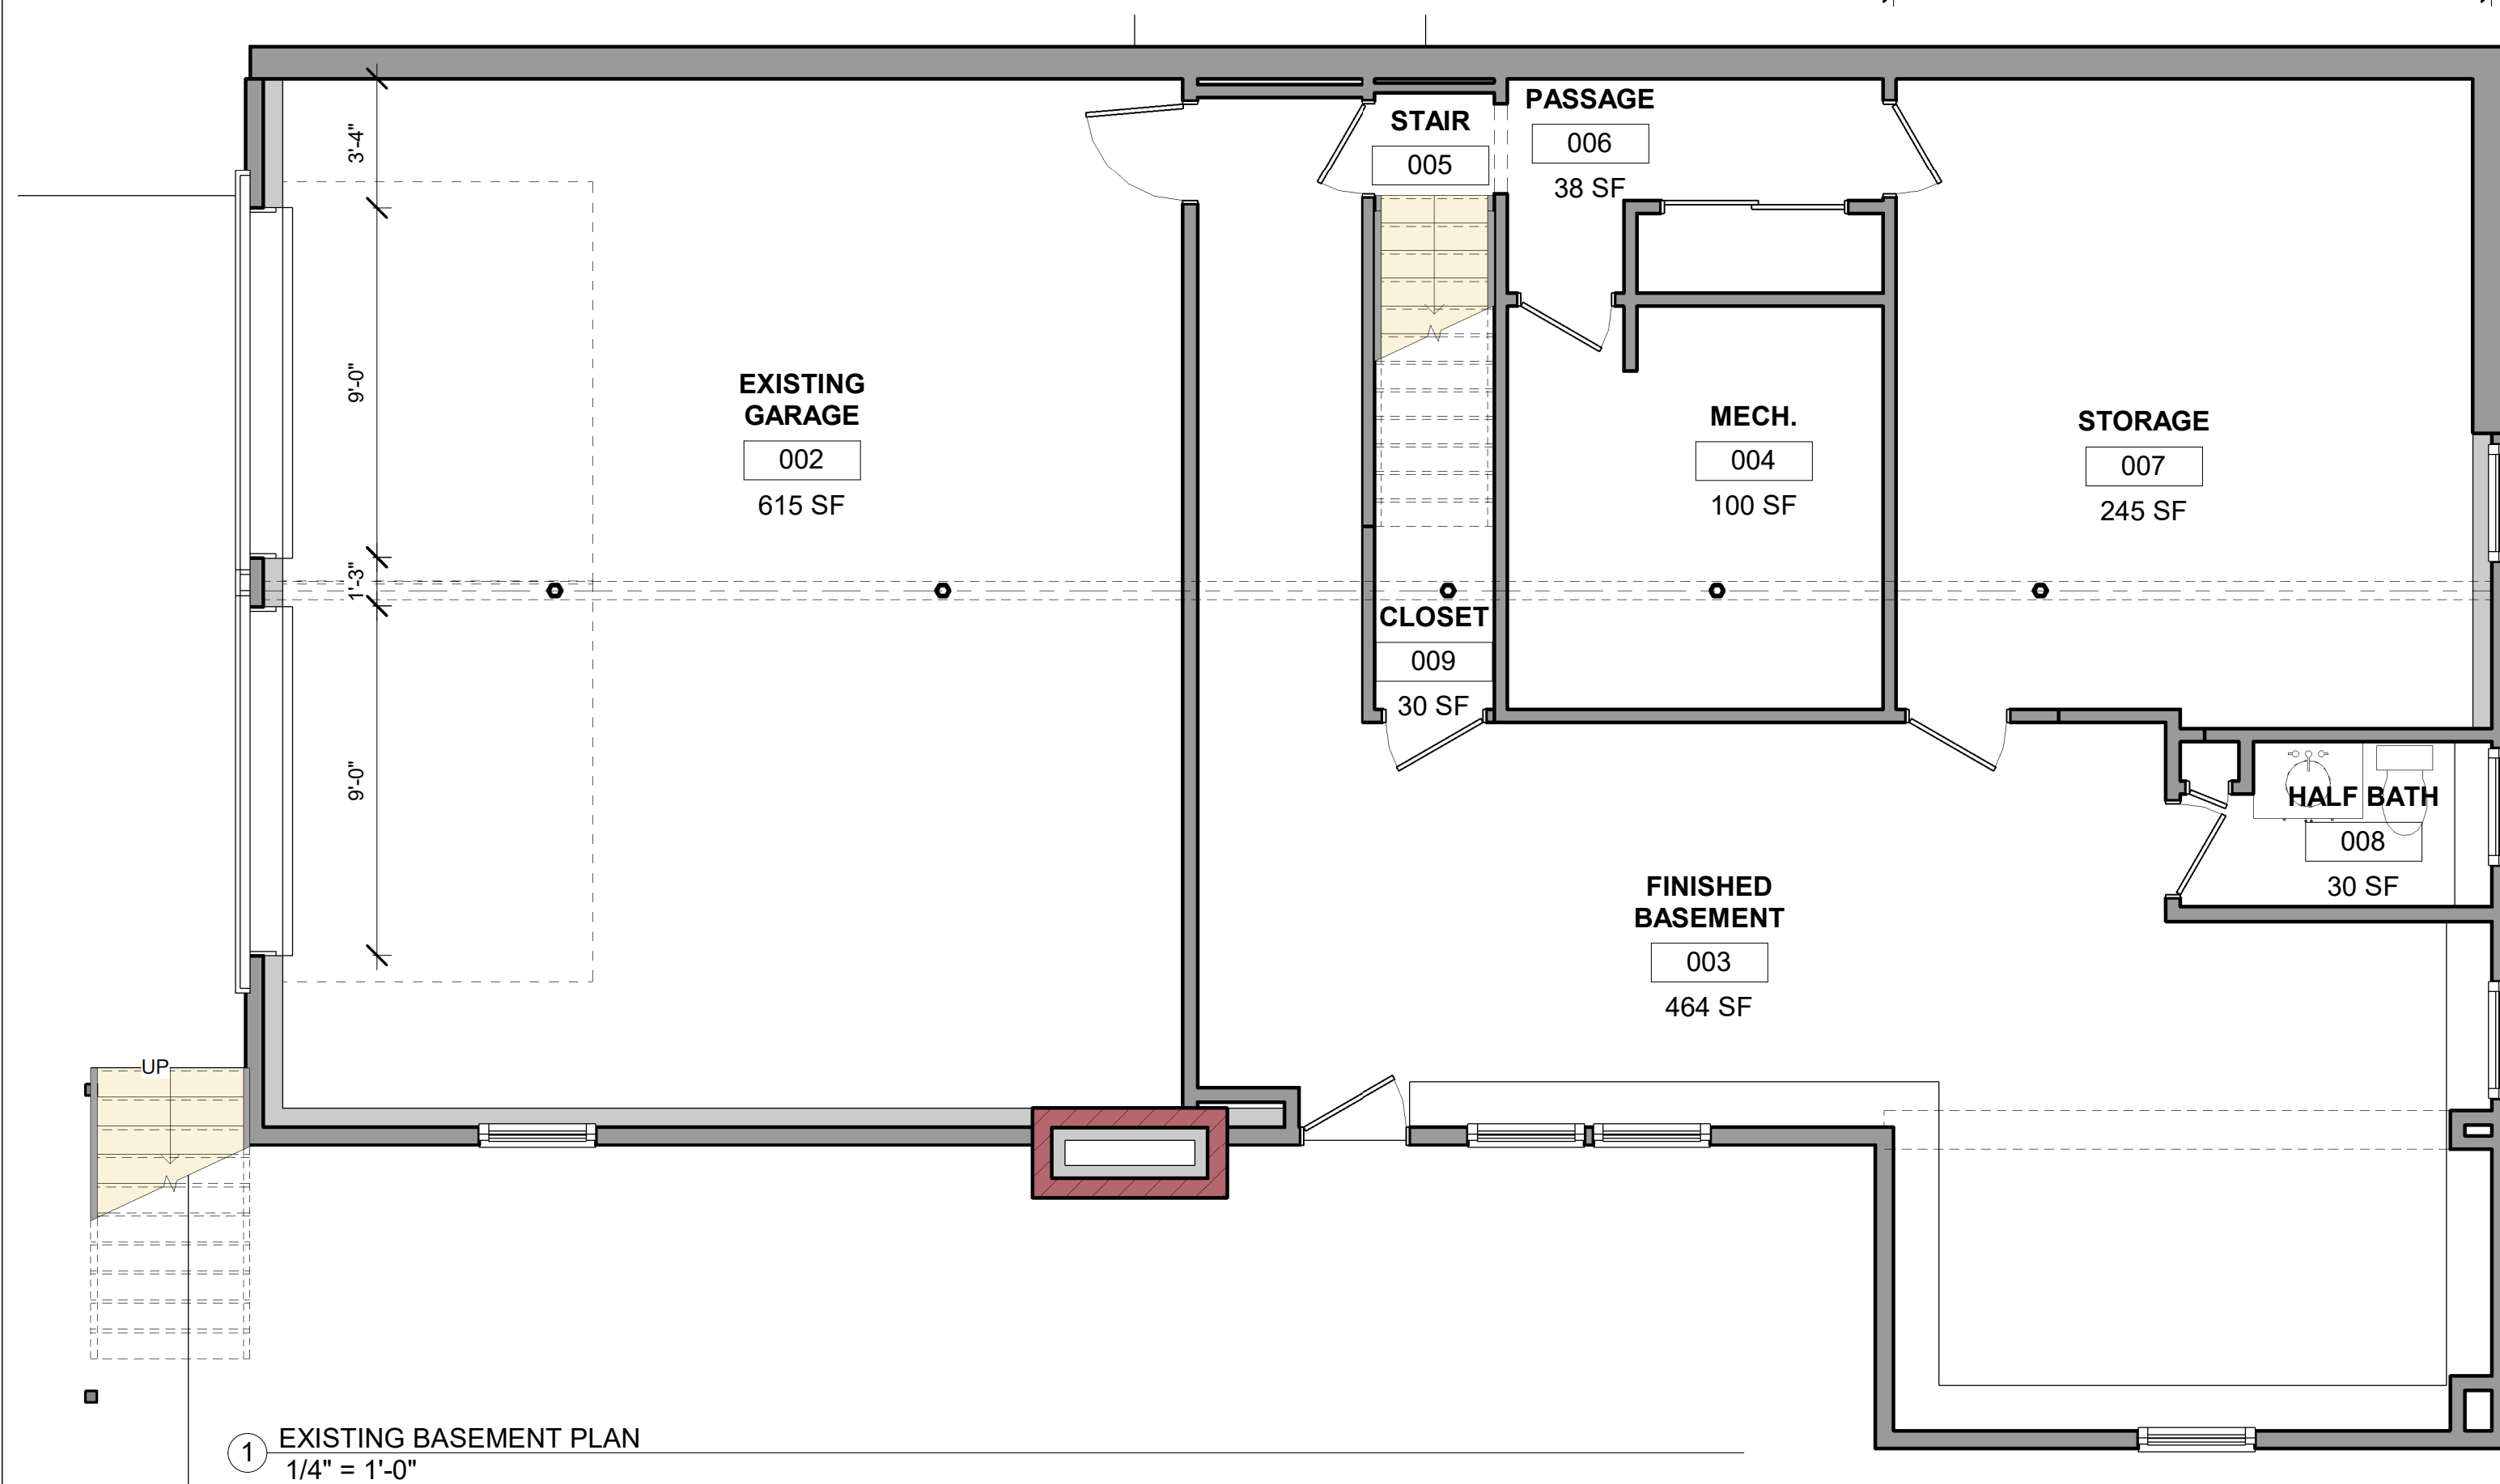 PASSAGE
006
38 SF
STAIR
005
3'-4"
9'-0"
1'-3"
9'-0"
EXISTING
GARAGE
002
615 SF
MECH.
004
100 SF
STORAGE
007
245 SF
CLOSET
009
30 SF
HALF BATH
008
30 SF
FINISHED
BASEMENT
003
464 SF
UP
1
EXISTING BASEMENT PLAN
1/4" = 1'-0"